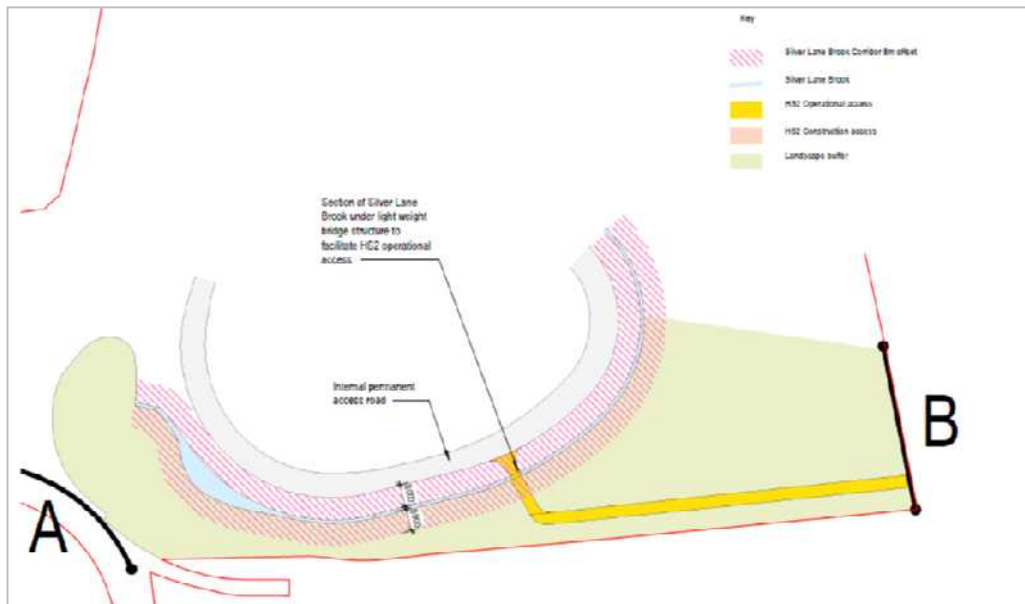 Key
Silver Lane Brook Corridor 8m offset
Silver Lane Brook
HS2 Operational access
HS2 Construction access
Landscape buffer
Section of Silver Lane
Brook under light weight
bridge structure to
facilitate HS2 operational
access
Internal permanent
access road
A
B